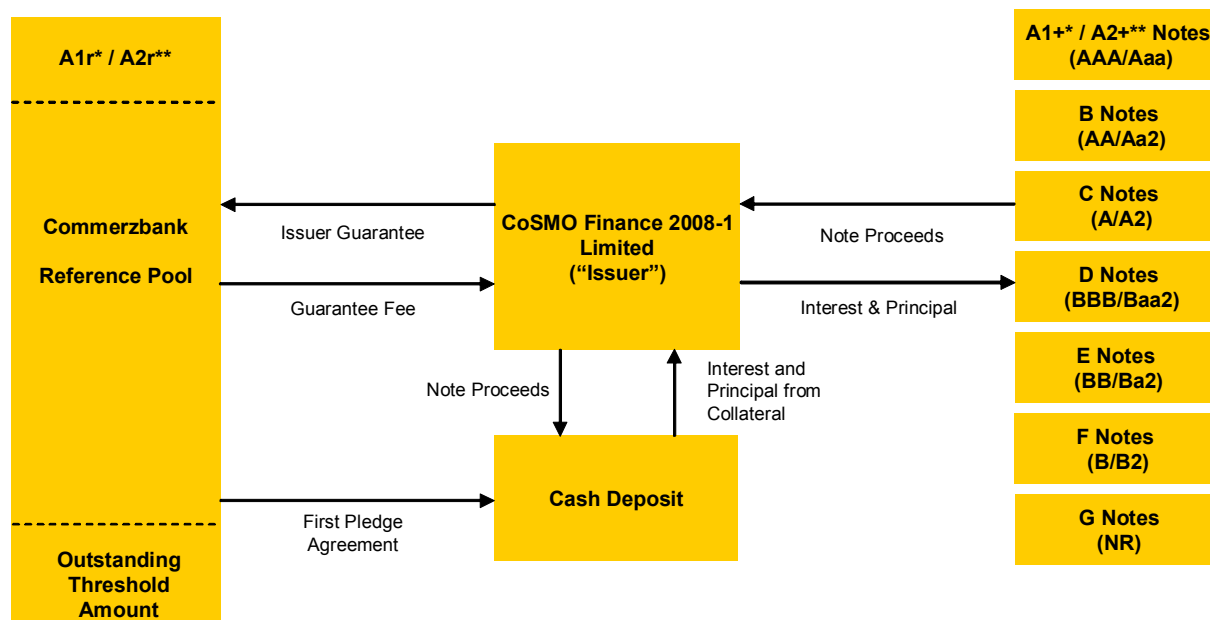 A1r* / A2r**
Commerzbank
Reference Pool
Outstanding
Threshold
Amount
Issuer Guarantee
Guarantee Fee
First Pledge
Agreement
CoSMO Finance 2008-1
Limited
(“Issuer”)
Note Proceeds
Interest and
Principal from
Collateral
Cash Deposit
Note Proceeds
Interest & Principal
A1+* / A2+** Notes
(AAA/Aaa)
B Notes
(AA/Aa2)
C Notes
(A/A2)
D Notes
(BBB/Baa2)
E Notes
(BB/Ba2)
F Notes
(B/B2)
G Notes
(NR)